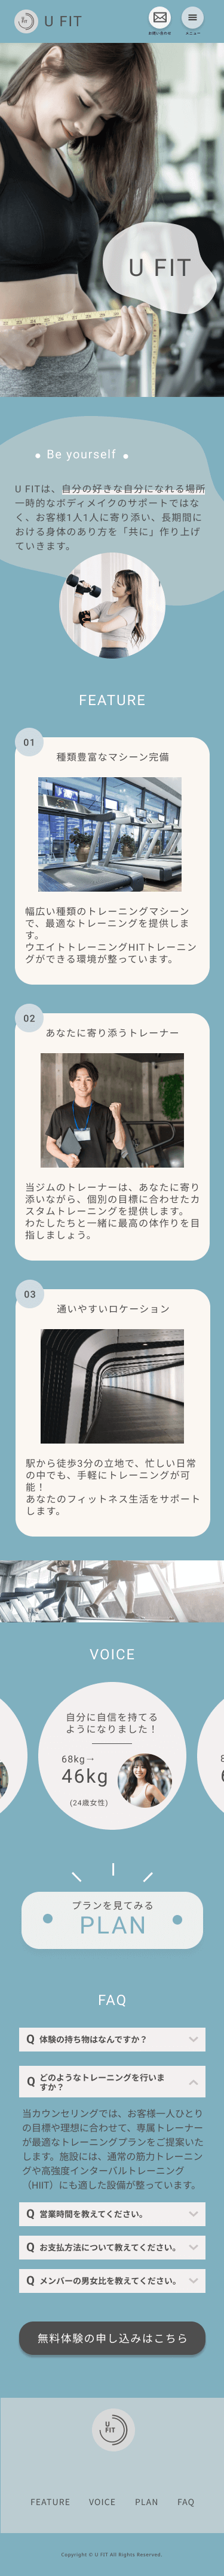 U FIT
お問い合わせ
メニュー
U FIT
Be yourself
U FITは、自分の好きな自分になれる場所
一時的なボディメイクのサポートではな
く、お客様1人1人に寄り添い、長期間に
おける身体のあり方を「共に」作り上げ
ていきます。
FEATURE
01
種類豊富なマシーン完備
幅広い種類のトレーニングマシーン
で、最適なトレーニングを提供しま
す。
ウエイトトレーニングHITトレーニン
グができる環境が整っています。
02
あなたに寄り添うトレーナー
当ジムのトレーナーは、あなたに寄り
添いながら、個別の目標に合わせたカ
スタムトレーニングを提供します。
わたしたちと一緒に最高の体作りを目
指しましょう。
03
通いやすいロケーション
駅から徒歩3分の立地で、忙しい日常
の中でも、手軽にトレーニングが可
能！
あなたのフィットネス生活をサポート
します。
VOICE
自分に自信を持てる
ようになりました！
68kg→
46kg
(24歳女性)
プランを見てみる
PLAN
FAQ
Q 体験の持ち物はなんですか？
Q どのようなトレーニングを行いま
すか？
当カウンセリングでは、お客様一人ひとり
の目標や理想に合わせて、専属トレーナー
が最適なトレーニングプランをご提案いた
します。施設には、通常の筋力トレーニン
グや高強度インターバルトレーニング
（HIIT）にも適した設備が整っています。
Q 営業時間を教えてください。
Q お支払方法について教えてください。
Q メンバーの男女比を教えてください。
無料体験の申し込みはこちら
U
FIT
FEATURE VOICE PLAN FAQ
Copyright © U FIT All Rights Reserved.